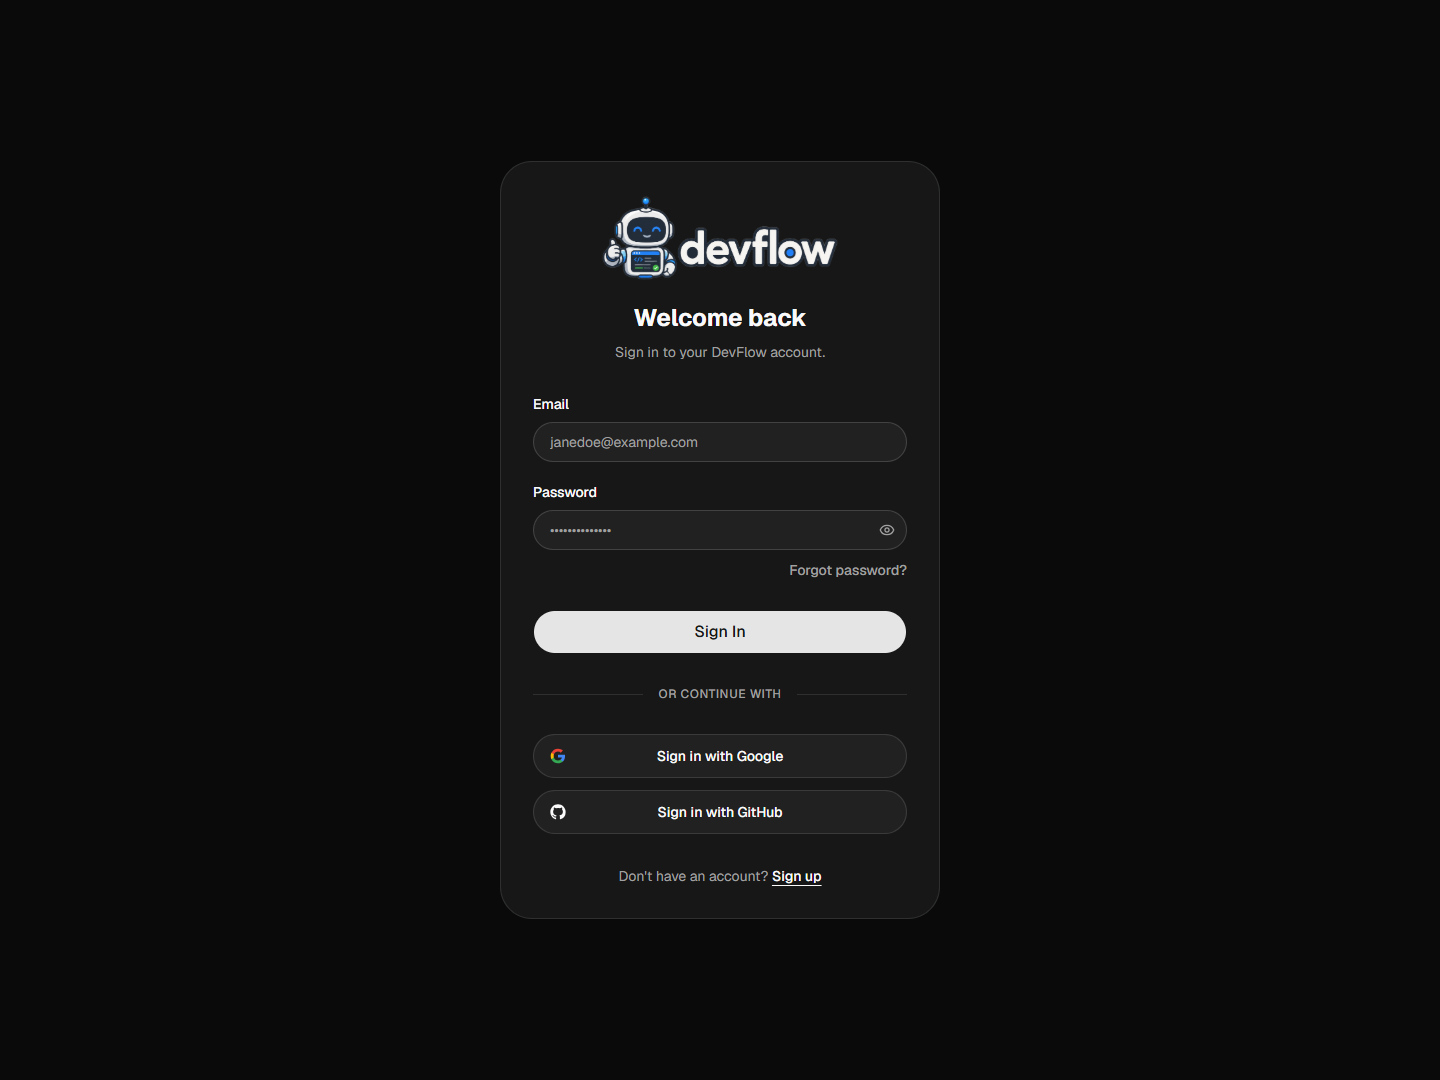 devflow
Welcome back
Sign in to your DevFlow account.
Email
janedoe@example.com
Password
••••••••••••••
Forgot password?
Sign In
OR CONTINUE WITH
Sign in with Google
Sign in with GitHub
Don't have an account? Sign up